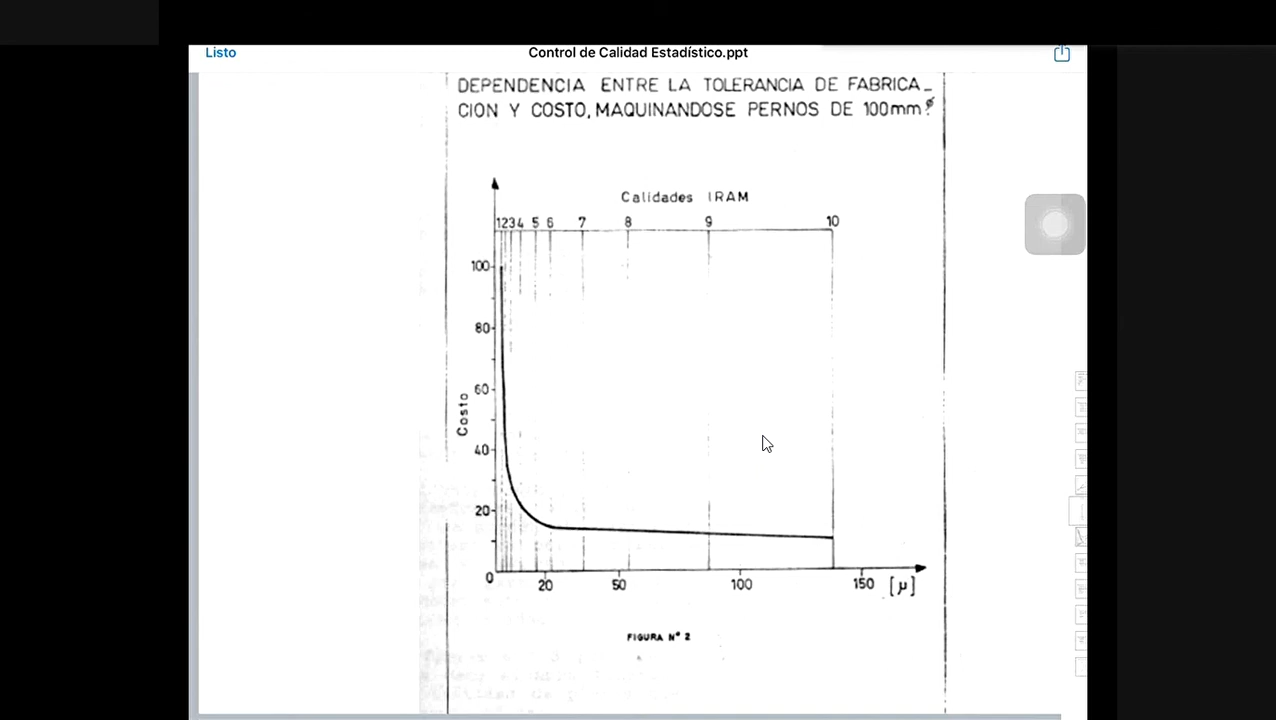 Listo
Control de Calidad Estadístico.ppt
DEPENDENCIA ENTRE LA TOLERANCIA DE FABRICA_
CION Y COSTO, MAQUINANDOSE PERNOS DE 100mm ø
Calidades IRAM
1 2 3 4 5 6 7 8 9 10
100
80
60
Costo
40
20
0
20 50 100 150 [μ]
FIGURA N° 2